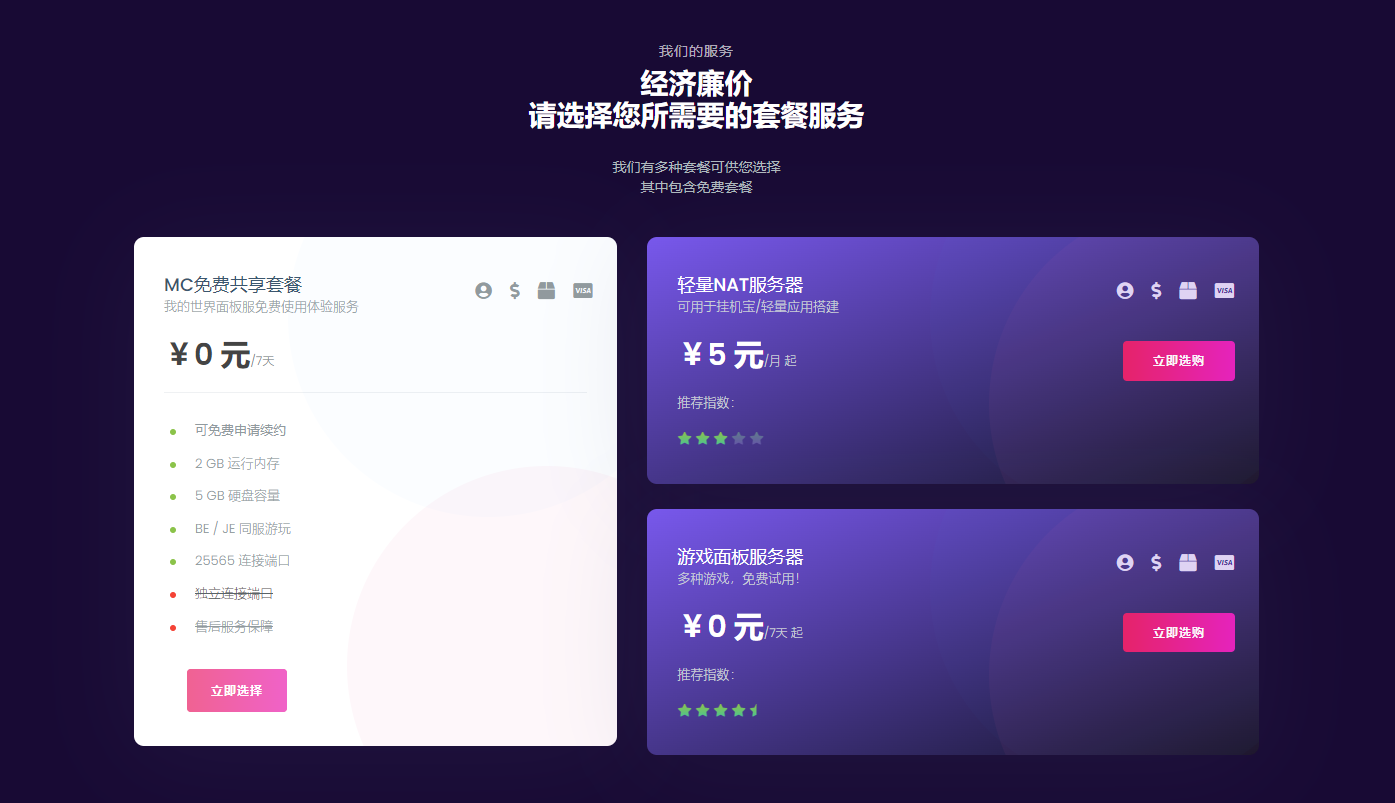 我们的服务
经济廉价
请选择您所需要的套餐服务
我们有多种套餐可供您选择
其中包含免费套餐
MC免费共享套餐
我的世界面板服免费使用体验服务
VISA
¥ 0 元/7天
可免费申请续约
2 GB 运行内存
5 GB 硬盘容量
BE / JE 同服游玩
25565 连接端口
独立连接端口
售后服务保障
立即选择
轻量NAT服务器
可用于挂机宝/轻量应用搭建
VISA
¥ 5 元/月 起
立即选购
推荐指数:
游戏面板服务器
多种游戏，免费试用!
VISA
¥ 0 元/7天 起
立即选购
推荐指数: